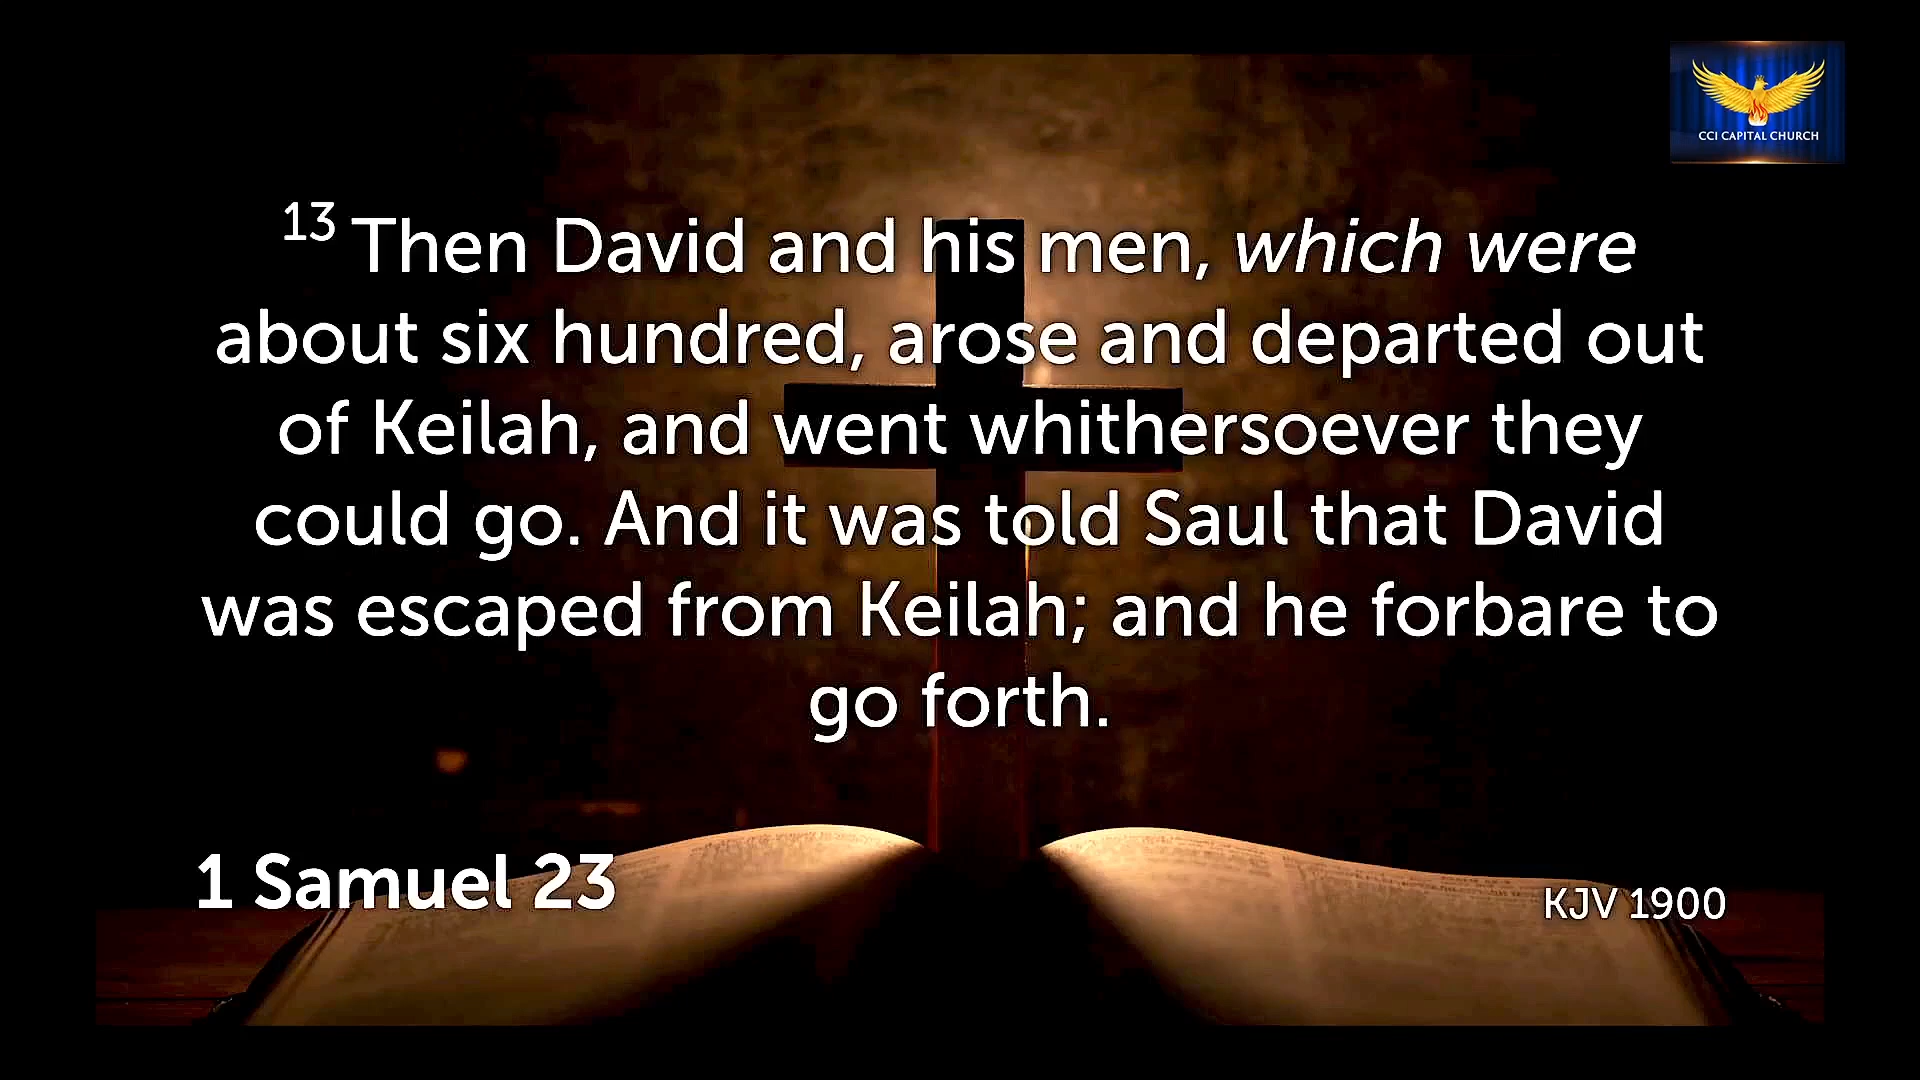 CCI CAPITAL CHURCH
13 Then David and his men, which were
about six hundred, arose and departed out
of Keilah, and went whithersoever they
could go. And it was told Saul that David
was escaped from Keilah; and he forbare to
go forth.
1 Samuel 23
KJV 1900